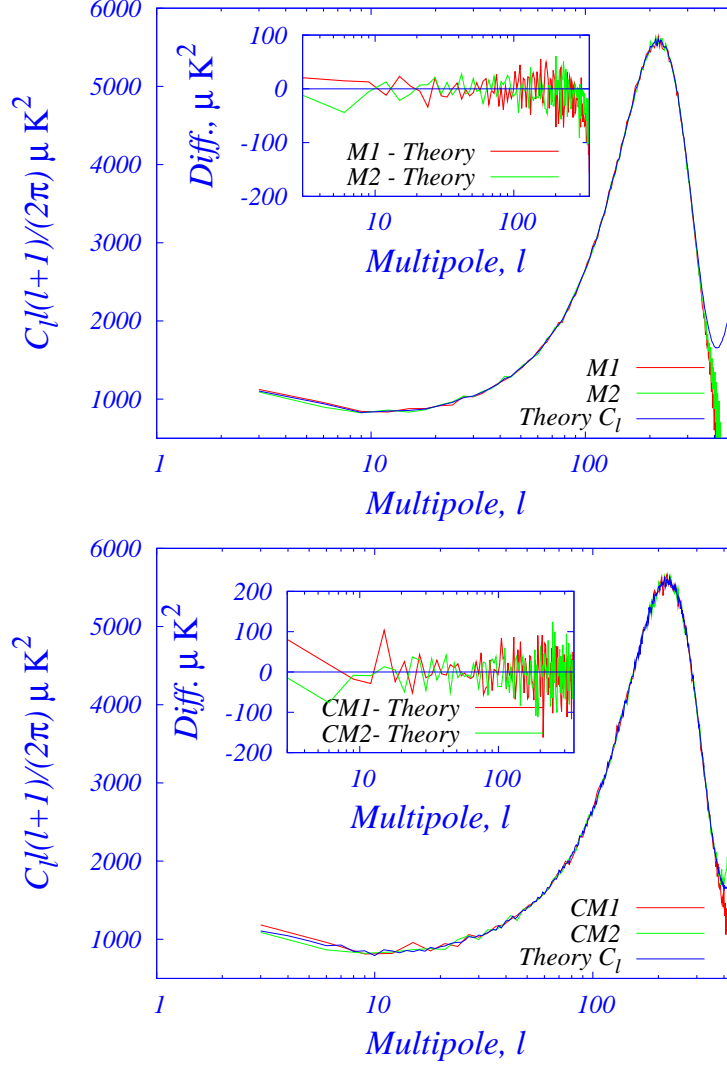 6000
5000
4000
3000
2000
1000
C_l l(l+1)/(2π) μ K²
1
10
100
Multipole, l
100
0
-100
-200
Diff., μ K²
10
100
Multipole, l
M1 - Theory
M2 - Theory
M1
M2
Theory C_l
6000
5000
4000
3000
2000
1000
C_l l(l+1)/(2π) μ K²
1
10
100
Multipole, l
200
100
0
-100
-200
Diff. μ K²
10
100
Multipole, l
CM1- Theory
CM2- Theory
CM1
CM2
Theory C_l